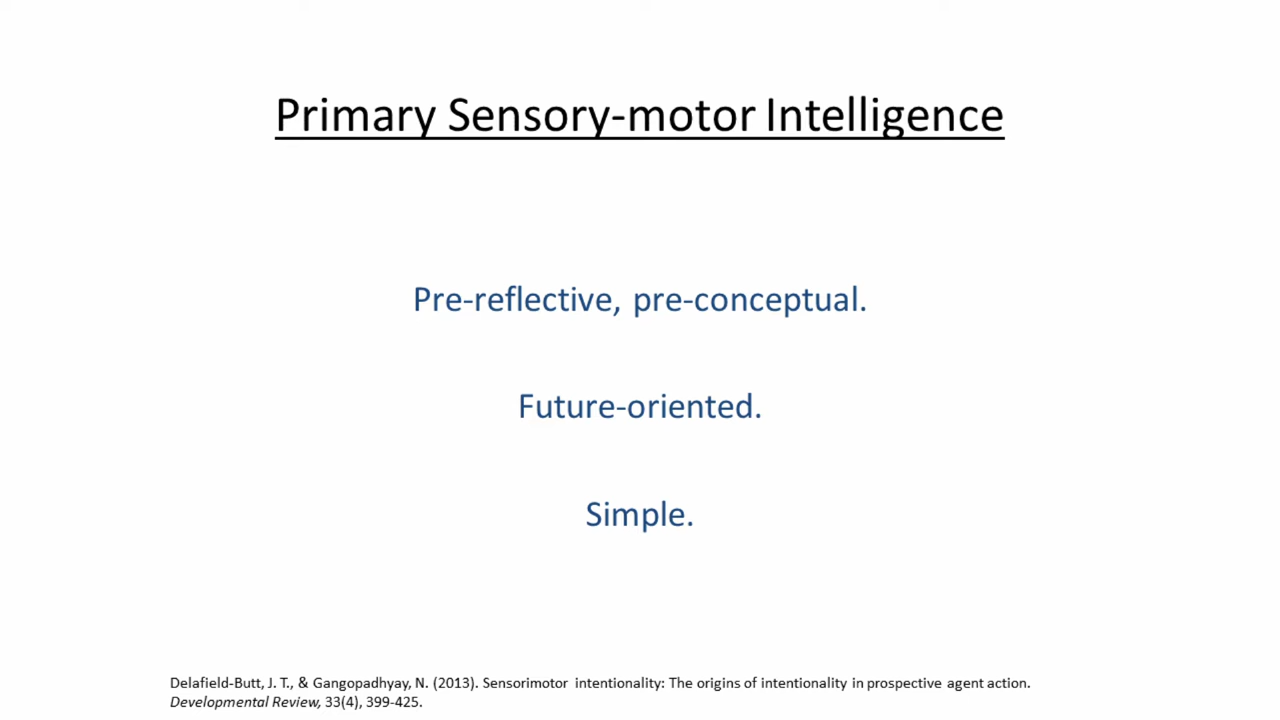 Primary Sensory-motor Intelligence
Pre-reflective, pre-conceptual.
Future-oriented.
Simple.
Delafield-Butt, J. T., & Gangopadhyay, N. (2013). Sensorimotor intentionality: The origins of intentionality in prospective agent action.
Developmental Review, 33(4), 399-425.